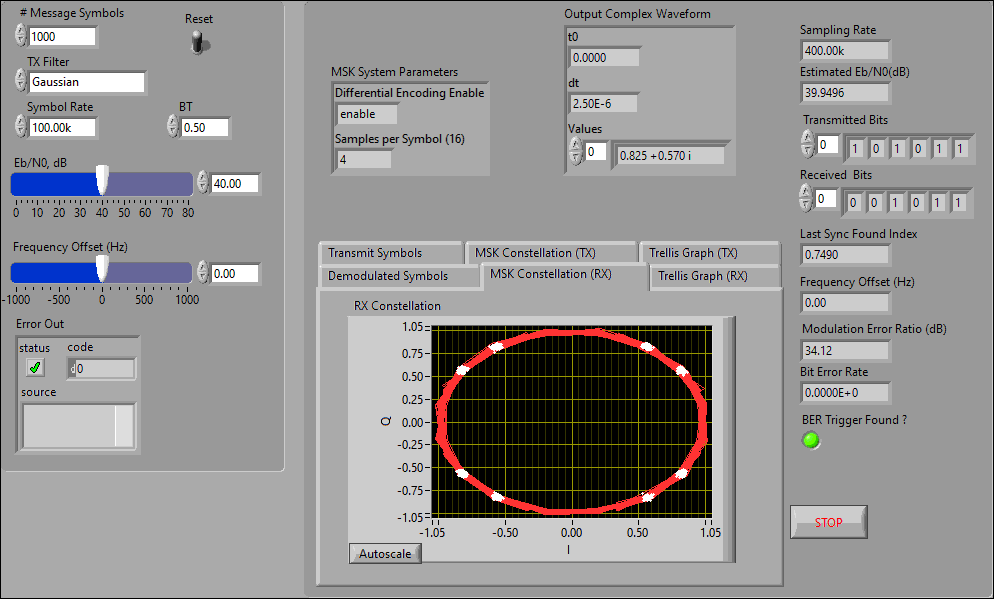 # Message Symbols
1000
Reset
TX Filter
Gaussian
Symbol Rate
100.00k
BT
0.50
Eb/N0, dB
40.00
0 10 20 30 40 50 60 70 80
Frequency Offset (Hz)
0.00
-1000 -500 0 500 1000
Error Out
status
code
d0
source
MSK System Parameters
Differential Encoding Enable
enable
Samples per Symbol (16)
4
Output Complex Waveform
t0
0.0000
dt
2.50E-6
Values
0
0.825 +0.570 i
Transmit Symbols
MSK Constellation (TX)
Trellis Graph (TX)
Demodulated Symbols
MSK Constellation (RX)
Trellis Graph (RX)
RX Constellation
1.05
0.75
0.50
0.25
0.00
-0.25
-0.50
-0.75
-1.05
Q
-1.05 -0.50 0.00 0.50 1.05
I
Autoscale
Sampling Rate
400.00k
Estimated Eb/N0(dB)
39.9496
Transmitted Bits
0 1 0 1 0 1 1
Received Bits
0 0 0 1 0 1 1
Last Sync Found Index
0.7490
Frequency Offset (Hz)
0.00
Modulation Error Ratio (dB)
34.12
Bit Error Rate
0.0000E+0
BER Trigger Found ?
STOP